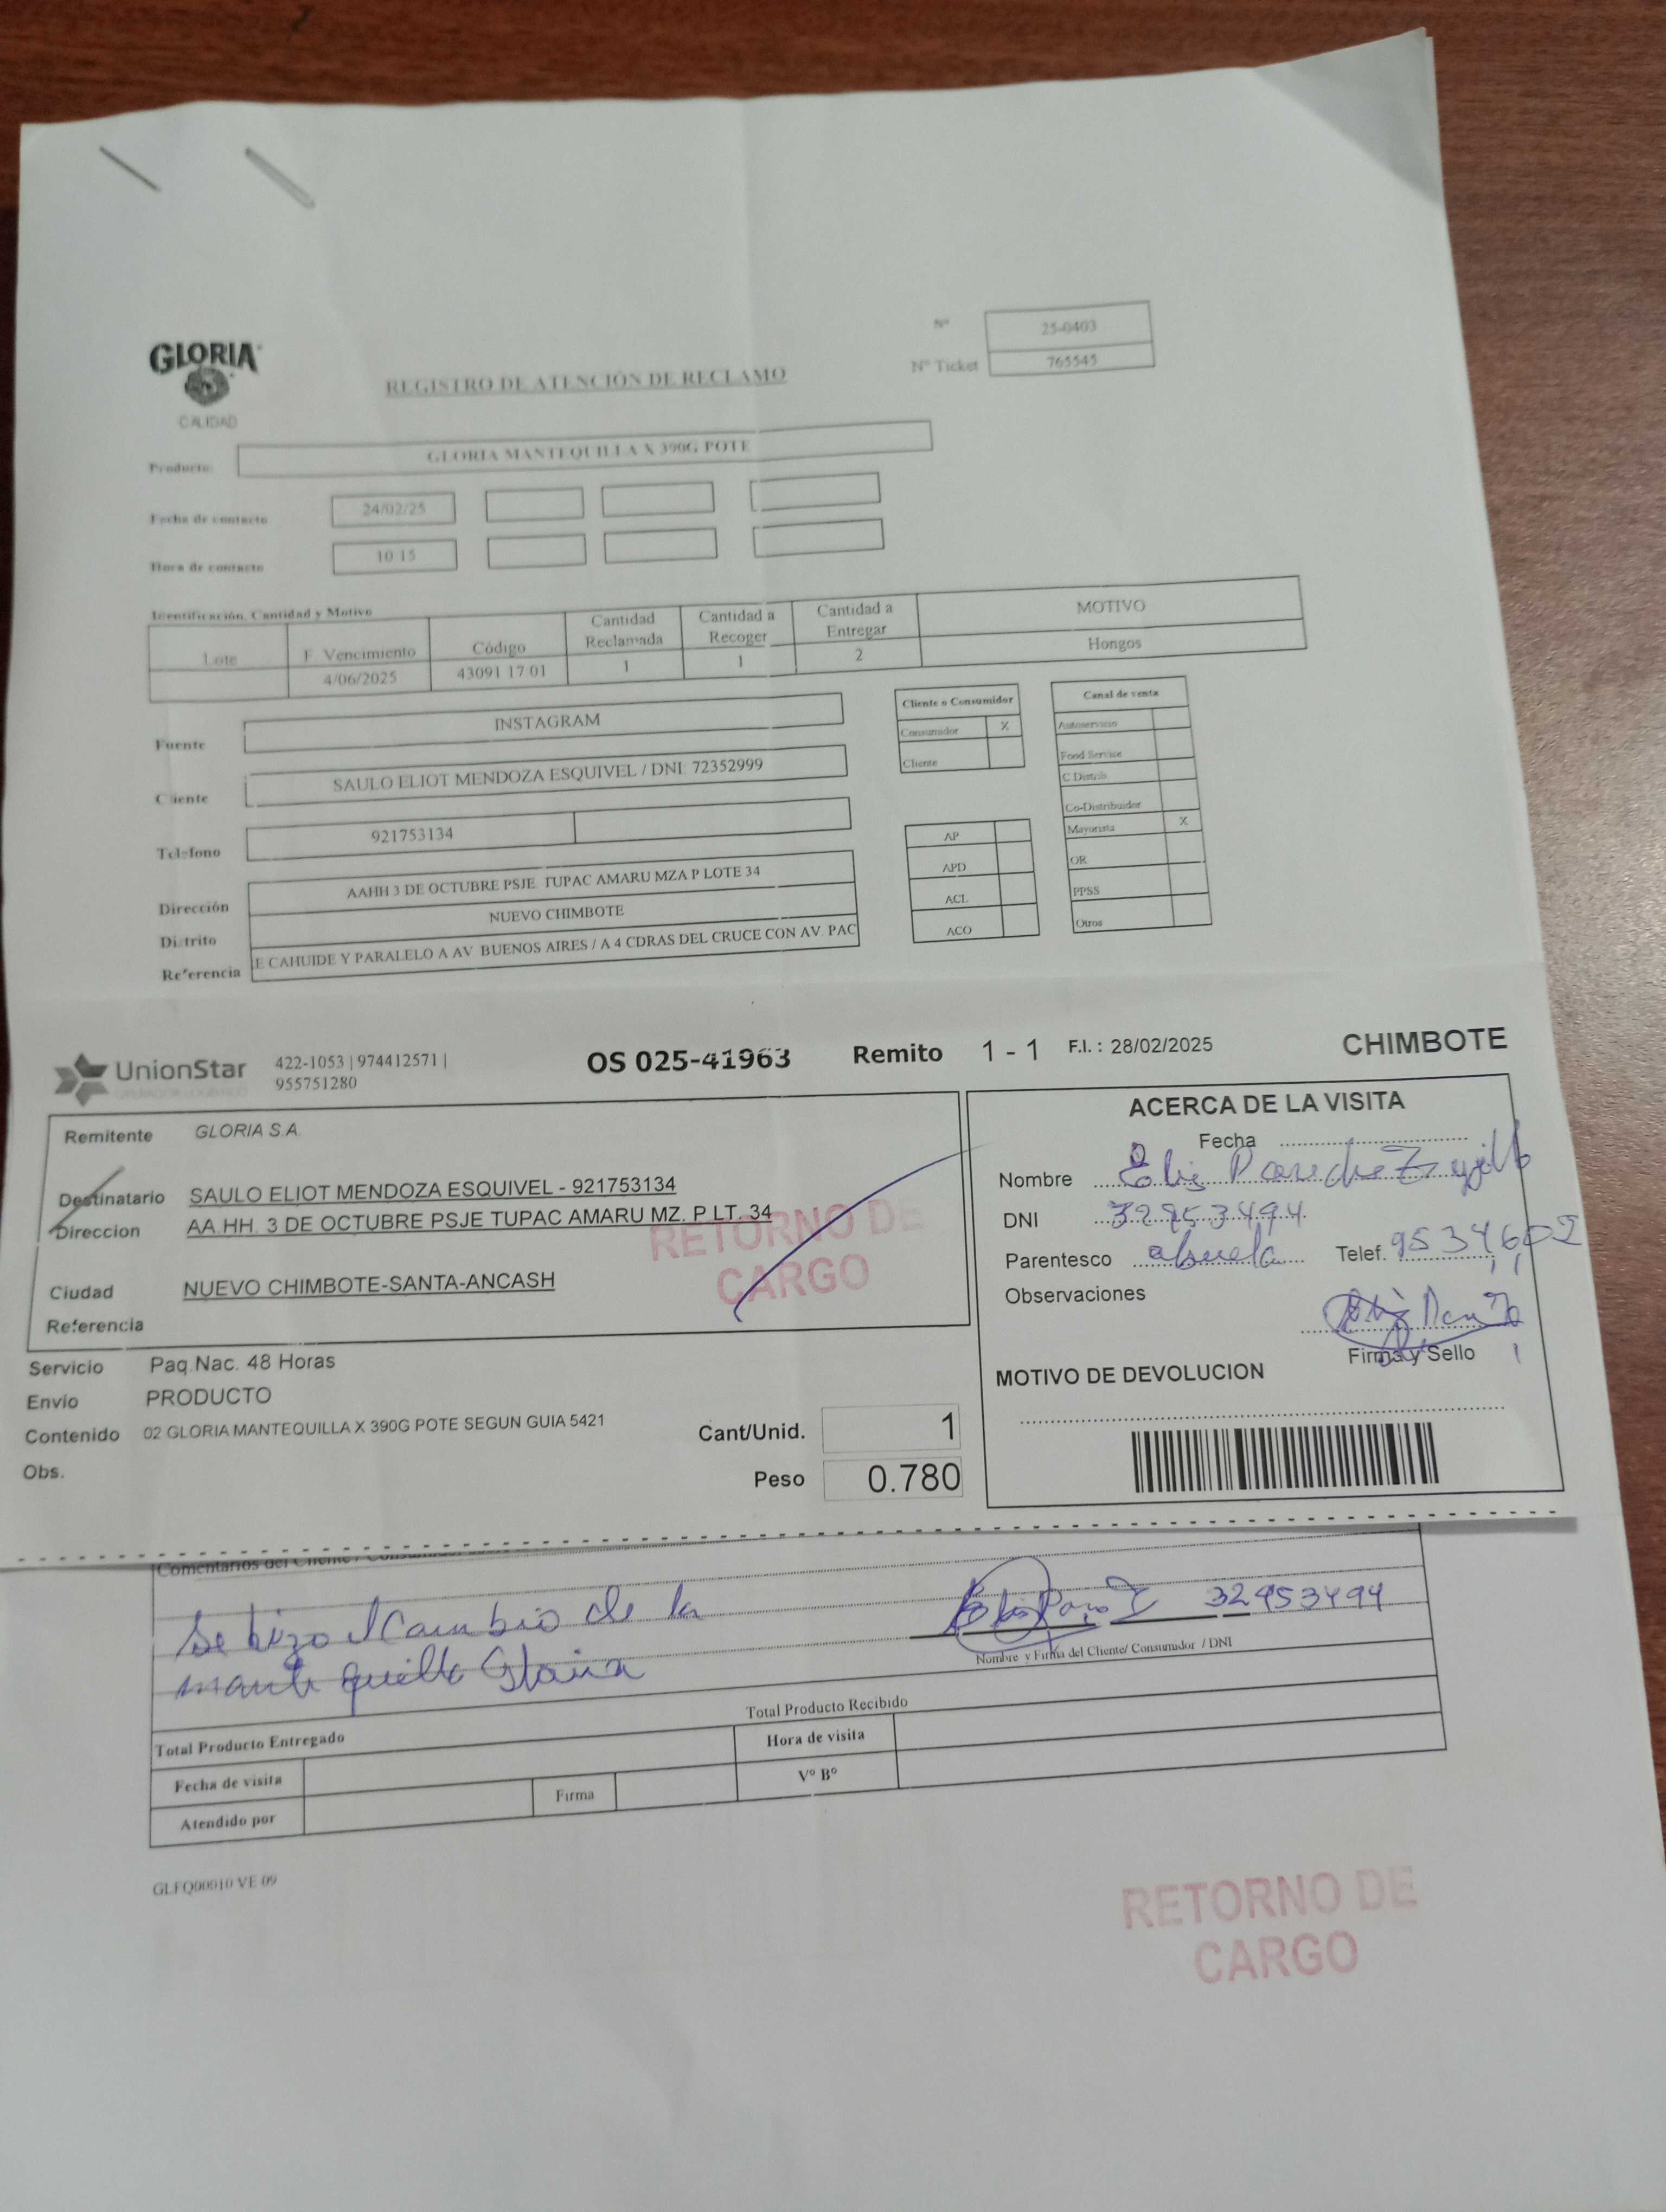 GLORIA
CALIDAD
REGISTRO DE ATENCIÓN DE RECLAMO
Nº 25-0403
Nº Ticket 765545
Producto: GLORIA MANTEQUILLA X 390G POTE
Fecha de contacto 24/02/25
Hora de contacto 10 15
Identificación, Cantidad y Motivo
Lote F. Vencimiento Código Cantidad Reclamada Cantidad a Recoger Cantidad a Entregar MOTIVO
4/06/2025 43091 17 01 1 1 2 Hongos
Fuente INSTAGRAM
Cliente SAULO ELIOT MENDOZA ESQUIVEL / DNI: 72352999
Telefono 921753134
Dirección AAHH 3 DE OCTUBRE PSJE TUPAC AMARU MZA P LOTE 34
Distrito NUEVO CHIMBOTE
Referencia E CAHUIDE Y PARALELO A AV BUENOS AIRES / A 4 CDRAS DEL CRUCE CON AV. PAC
Cliente o Consumidor
Consumidor X
Cliente
AP
APD
ACL
ACO
Canal de venta
Autoservicio
Food Service
C Distrib
Co-Distribuidor
Mayorista X
OR
PPSS
Otros
UnionStar
422-1053 | 974412571 |
955751280
OS 025-41963 Remito 1 - 1 F.I. : 28/02/2025 CHIMBOTE
Remitente GLORIA S.A.
Destinatario SAULO ELIOT MENDOZA ESQUIVEL - 921753134
Direccion AA.HH. 3 DE OCTUBRE PSJE TUPAC AMARU MZ. P LT. 34
Ciudad NUEVO CHIMBOTE-SANTA-ANCASH
Referencia
RETORNO DE
CARGO
Servicio Paq.Nac. 48 Horas
Envío PRODUCTO
Contenido 02 GLORIA MANTEQUILLA X 390G POTE SEGUN GUIA 5421
Obs.
Cant/Unid. 1
Peso 0.780
ACERCA DE LA VISITA
Fecha
Nombre
DNI 32953494
Parentesco abuela Telef. 9534602
Observaciones
Firma y Sello
MOTIVO DE DEVOLUCION
Comentarios del Cliente /
Se hizo el cambio de la
mantequilla Gloria
32953494
Nombre y Firma del Cliente/ Consumidor / DNI
Total Producto Entregado Total Producto Recibido
Fecha de visita Hora de visita
Atendido por Firma Vº Bº
GLFQ00010 VE 09
RETORNO DE
CARGO